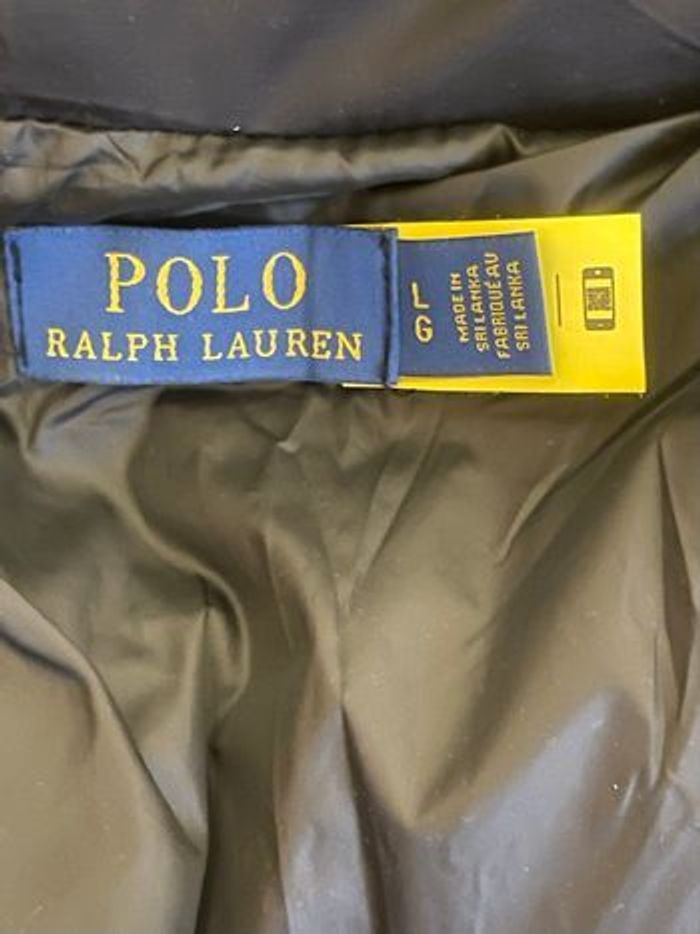 POLO
RALPH LAUREN
L
G
MADE IN
SRI LANKA
FABRIQUÉ AU
SRI LANKA